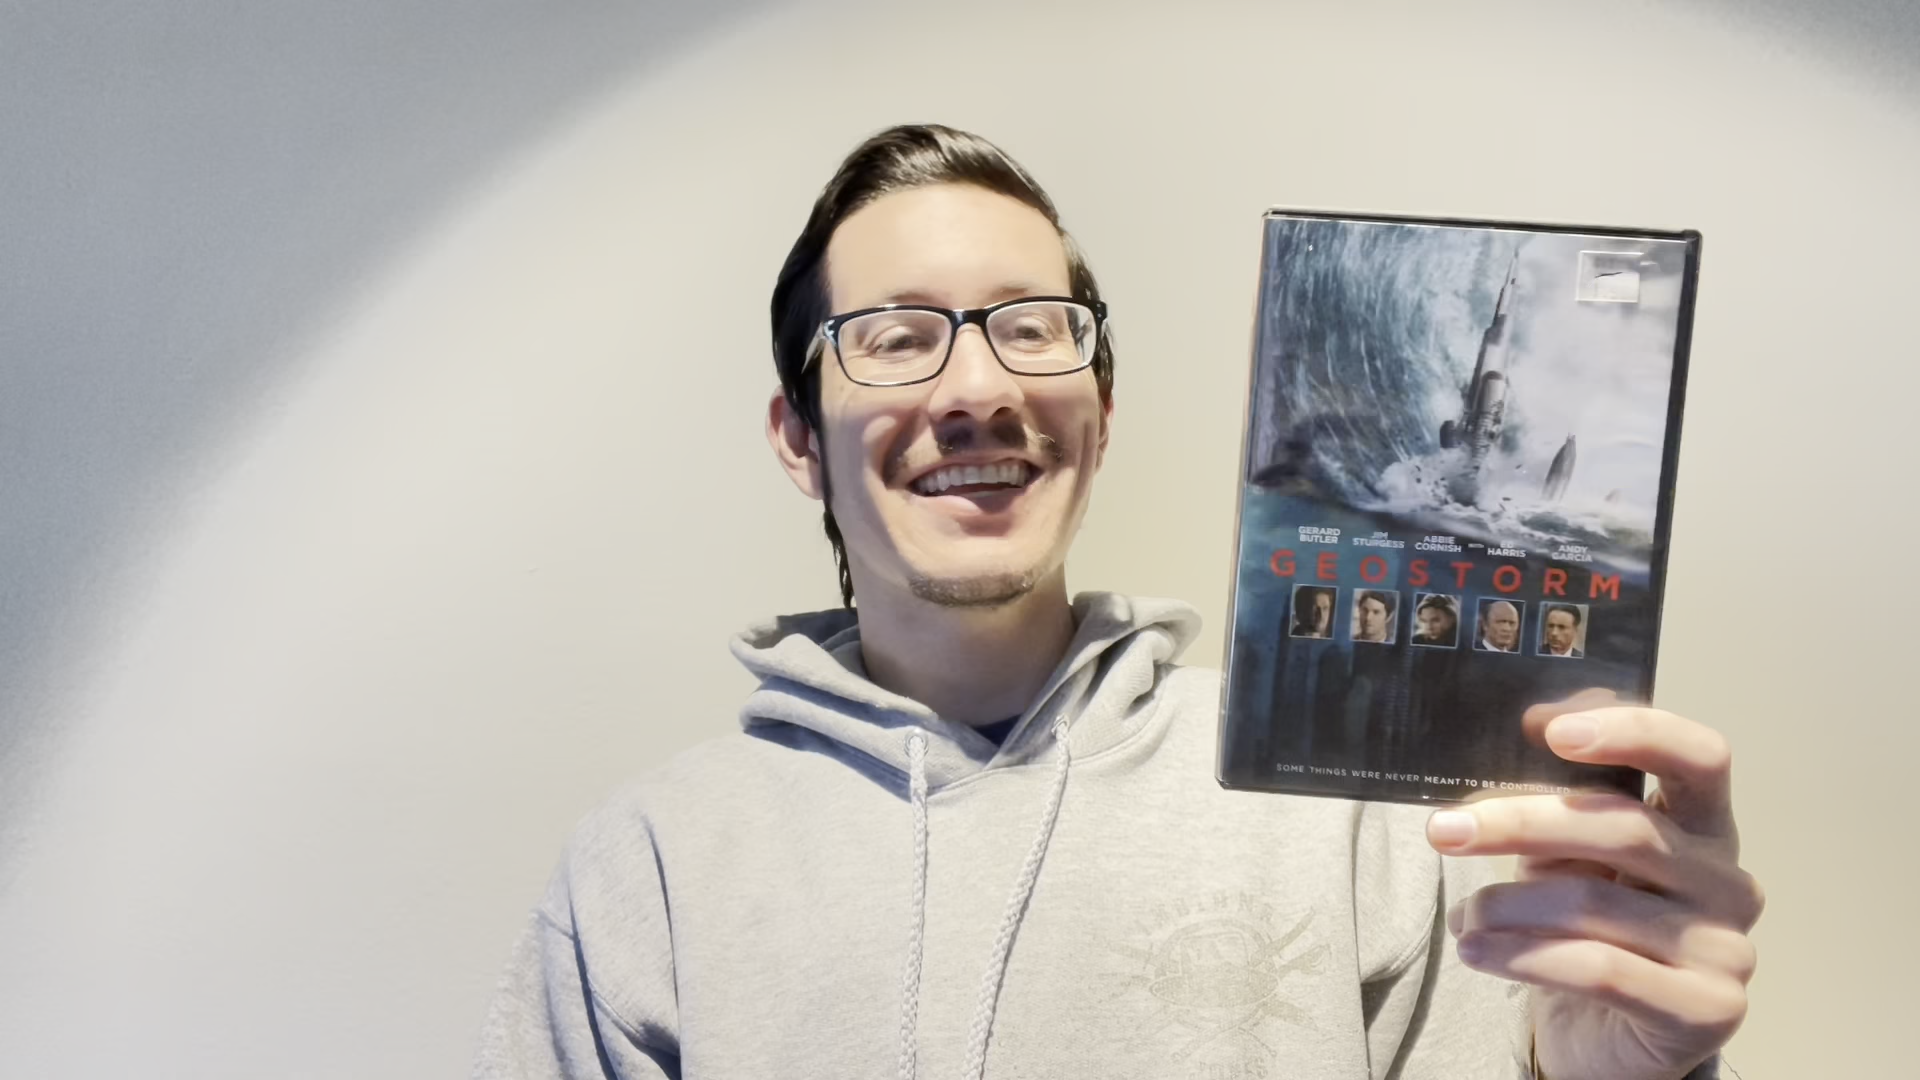 GERARD BUTLER JIM STURGESS ABBIE CORNISH WITH ED HARRIS ANDY GARCIA
GEOSTORM
SOME THINGS WERE NEVER MEANT TO BE CONTROLLED